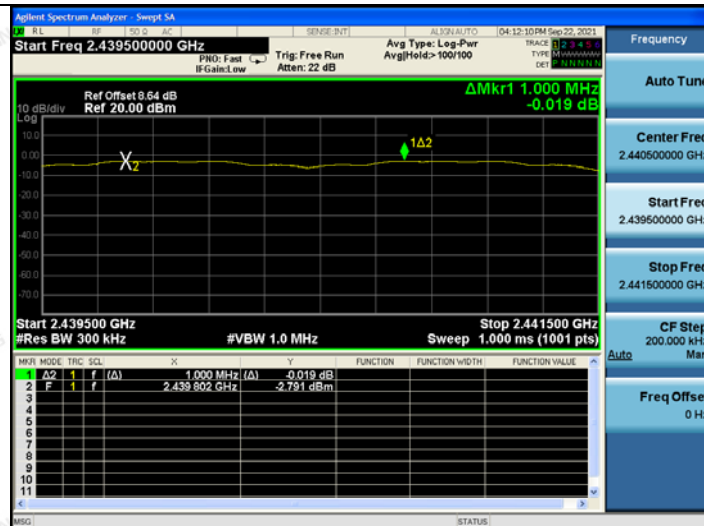 Agilent Spectrum Analyzer - Swept SA
RL RF 50 Ω AC SENSE:INT ALIGN AUTO 04:12:10 PM Sep 22, 2021
Start Freq 2.439500000 GHz
PNO: Fast
IFGain:Low
Trig: Free Run
Atten: 22 dB
Avg Type: Log-Pwr
Avg|Hold:>100/100
TRACE 1 2 3 4 5 6
TYPE MWWWWW
DET P N N N N N
ΔMkr1 1.000 MHz
-0.019 dB
Ref Offset 8.64 dB
10 dB/div Ref 20.00 dBm
Log
10.0
0.00
-10.0
-20.0
-30.0
-40.0
-50.0
-60.0
-70.0
1Δ2
X2
Start 2.439500 GHz Stop 2.441500 GHz
#Res BW 300 kHz #VBW 1.0 MHz Sweep 1.000 ms (1001 pts)
MKR MODE TRC SCL X Y FUNCTION FUNCTION WIDTH FUNCTION VALUE
1 Δ2 1 f (Δ) 1.000 MHz (Δ) -0.019 dB
2 F 1 f 2.439 802 GHz -2.791 dBm
3
4
5
6
7
8
9
10
11
MSG STATUS
Frequency
Auto Tune
Center Freq
2.440500000 GHz
Start Freq
2.439500000 GHz
Stop Freq
2.441500000 GHz
CF Step
200.000 kHz
Auto Man
Freq Offset
0 Hz